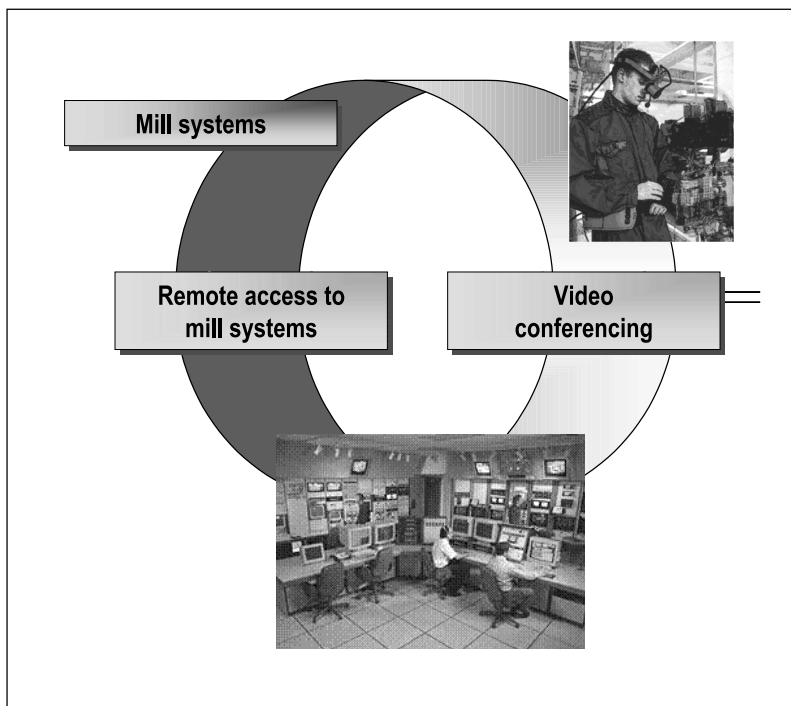 Mill systems
Remote access to
mill systems
Video
conferencing